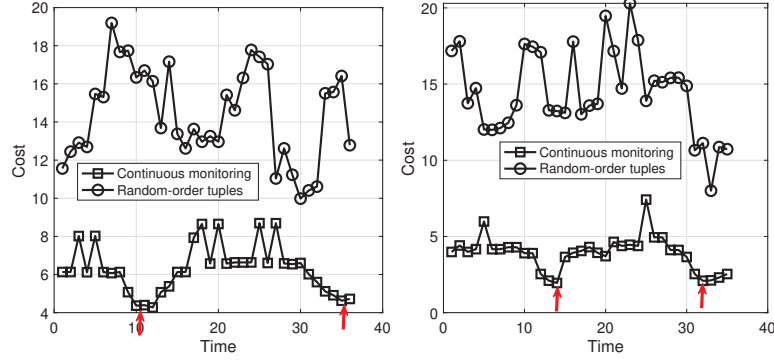 20
18
16
14
12
10
8
6
4
Cost
Continuous monitoring
Random-order tuples
0 10 20 30 40
Time
20
15
10
5
0
Cost
Continuous monitoring
Random-order tuples
0 10 20 30 40
Time